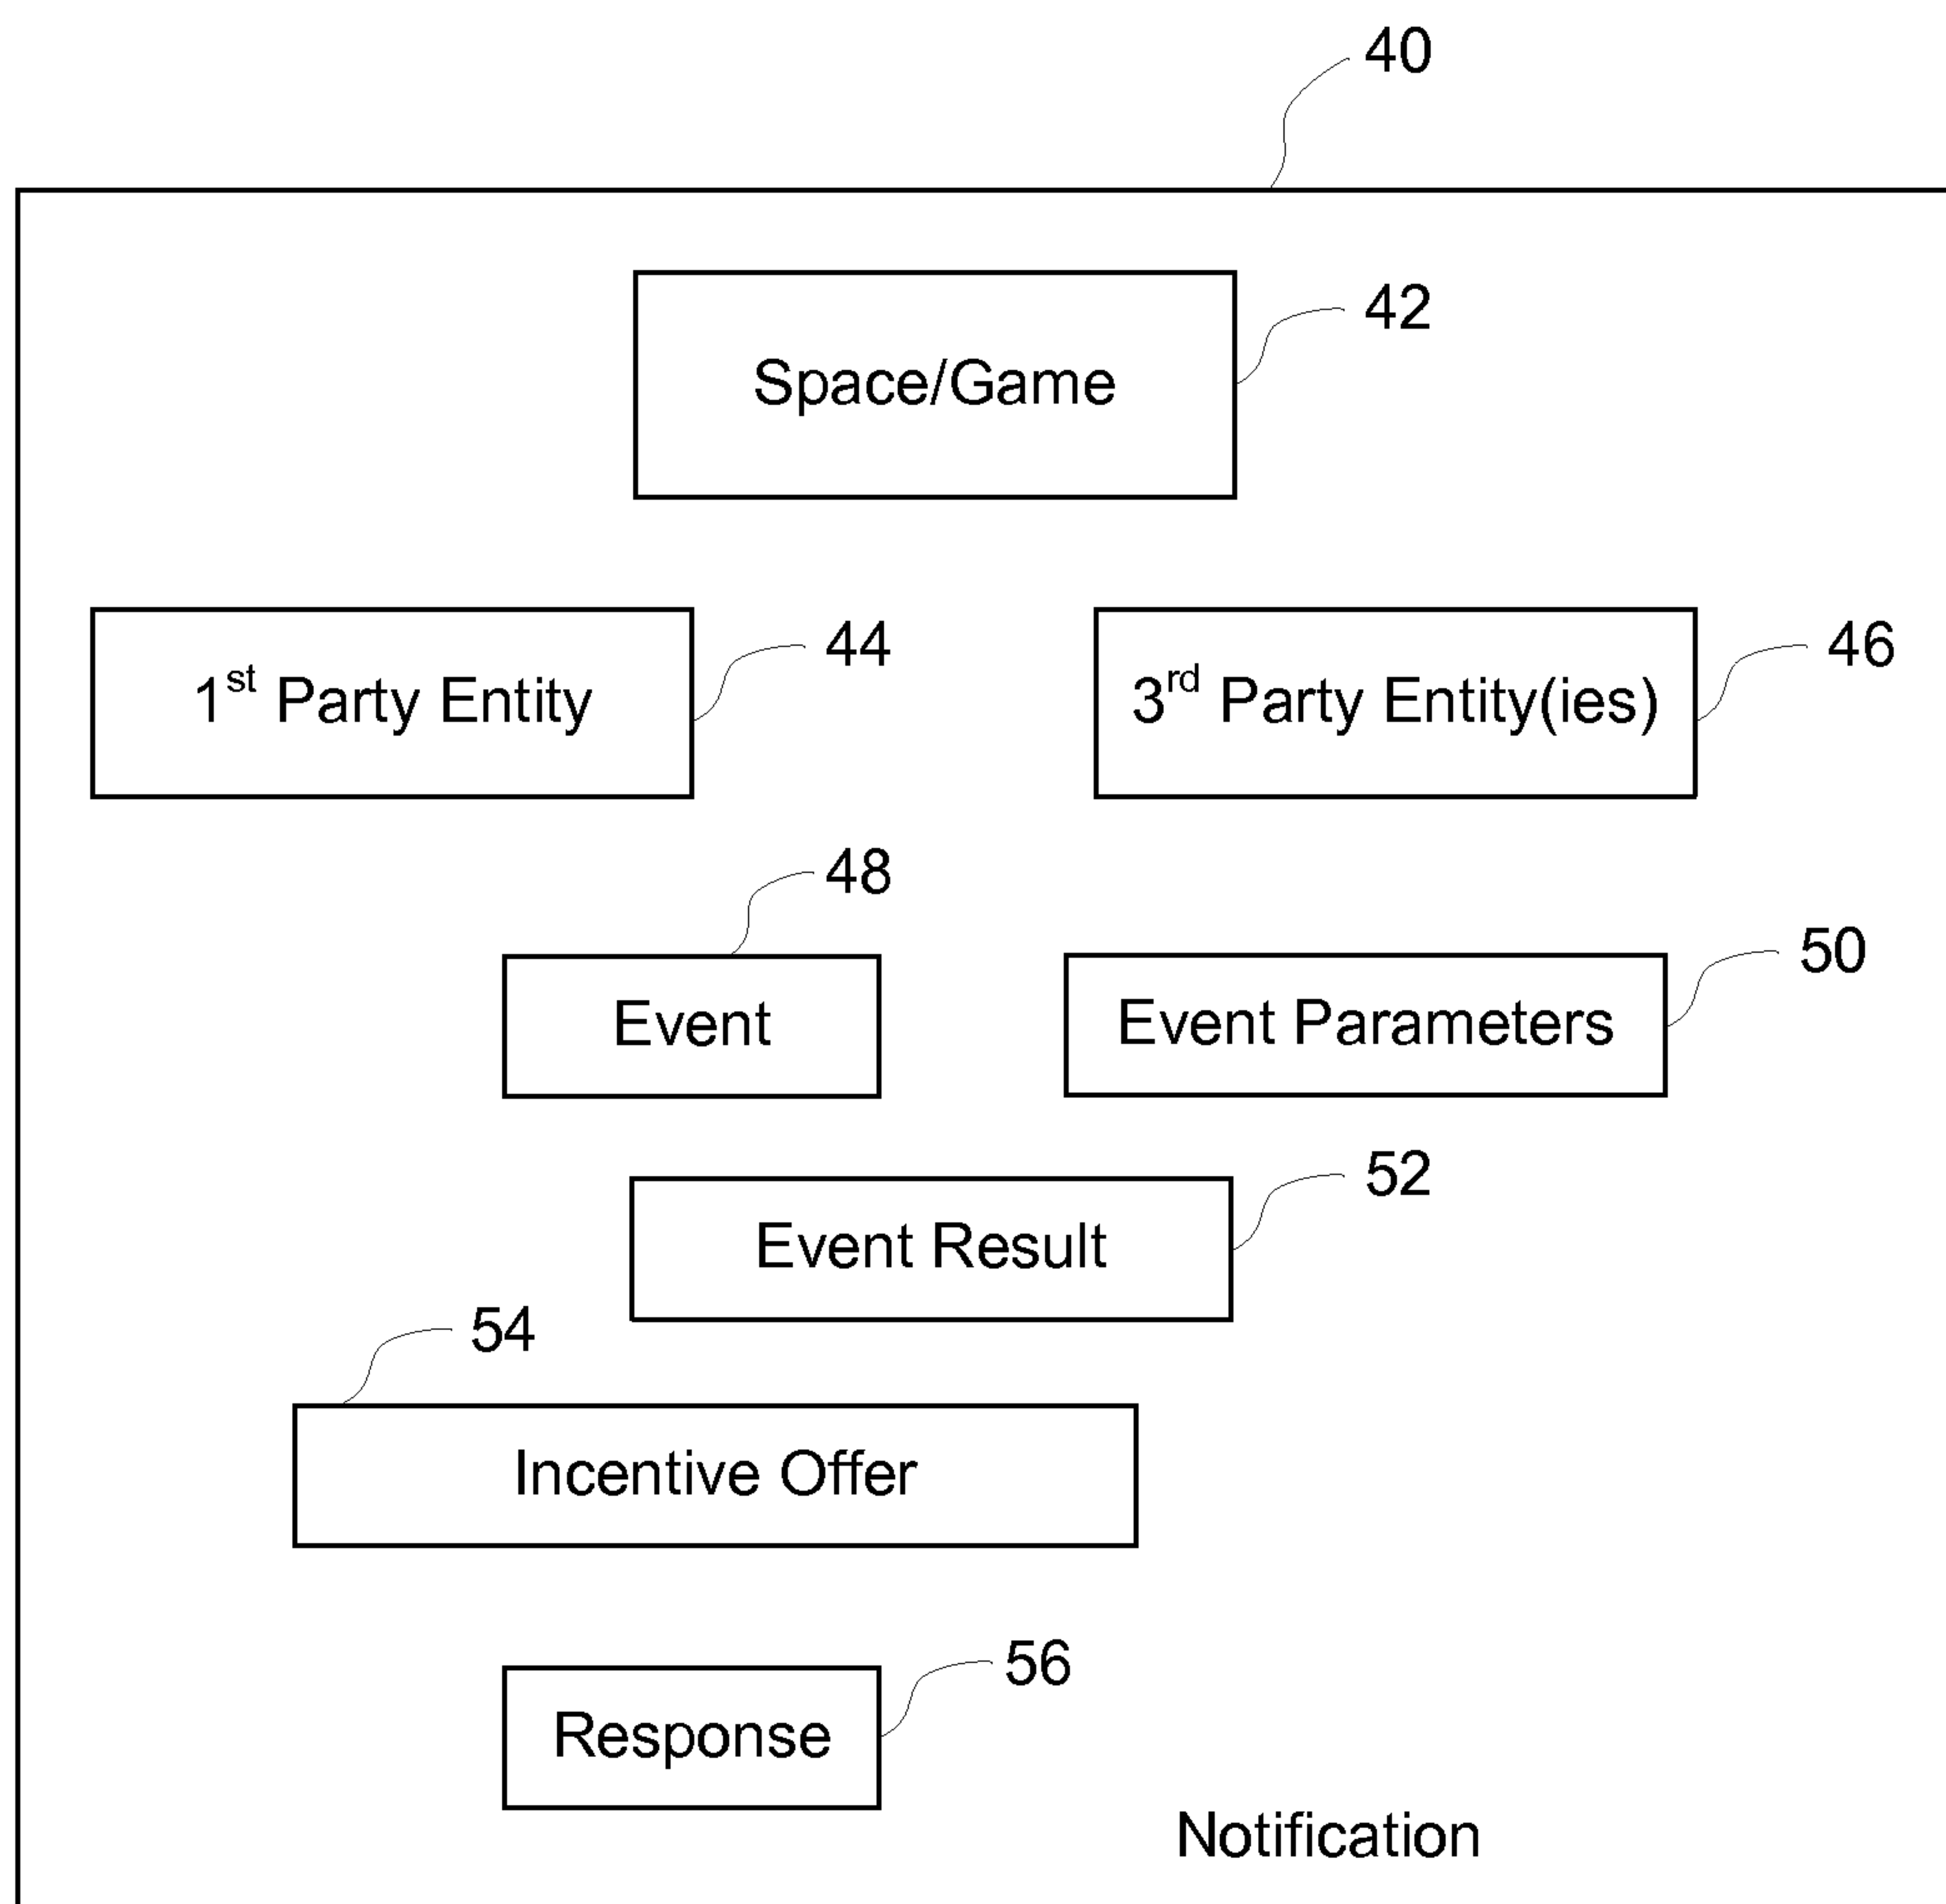 40
42
Space/Game
44
46
1st Party Entity
3rd Party Entity(ies)
48
50
Event
Event Parameters
52
Event Result
54
Incentive Offer
56
Response
Notification